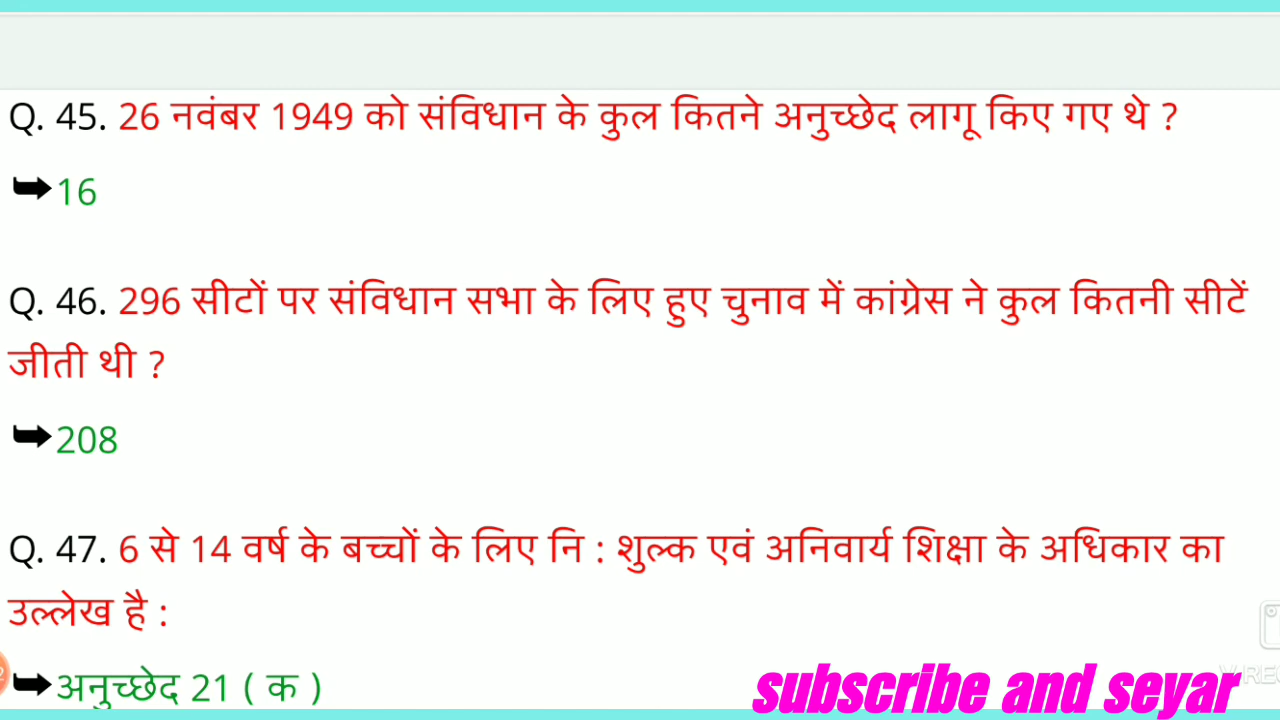 Q. 45. 26 नवंबर 1949 को संविधान के कुल कितने अनुच्छेद लागू किए गए थे ?
➥16
Q. 46. 296 सीटों पर संविधान सभा के लिए हुए चुनाव में कांग्रेस ने कुल कितनी सीटें
जीती थी ?
➥208
Q. 47. 6 से 14 वर्ष के बच्चों के लिए नि : शुल्क एवं अनिवार्य शिक्षा के अधिकार का
उल्लेख है :
➥अनुच्छेद 21 ( क )
subscribe and seyar